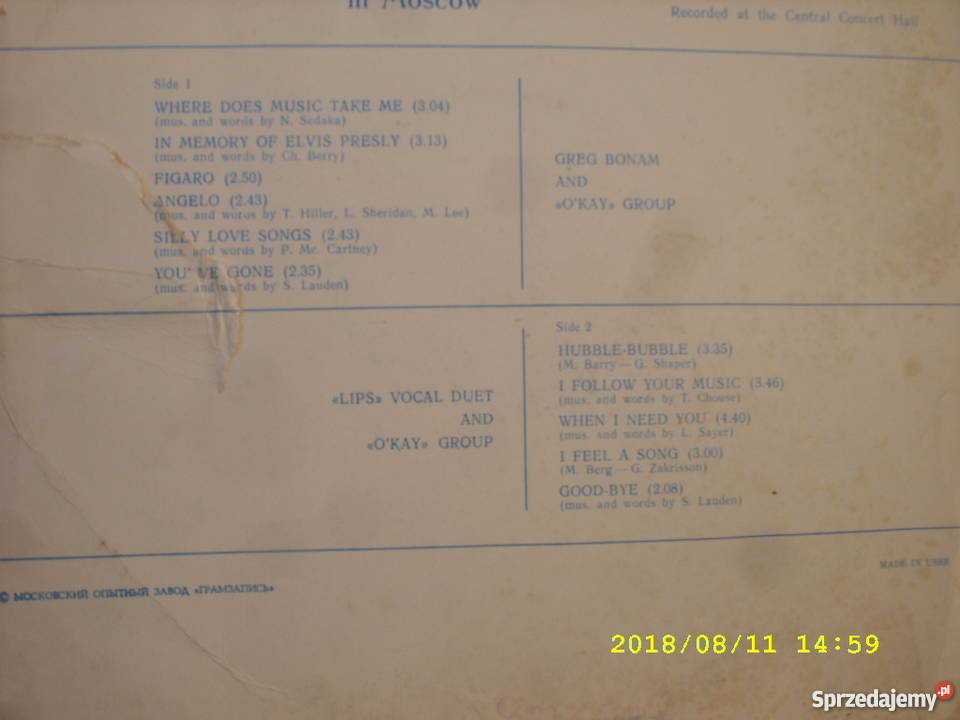 in Moscow
Recorded at the Central Concert Hall
Side 1
WHERE DOES MUSIC TAKE ME (3.04)
(mus. and words by N. Sedaka)
IN MEMORY OF ELVIS PRESLY (3.13)
(mus. and words by Ch. Berry)
FIGARO (2.50)
ANGELO (2.43)
(mus. and words by T. Hiller, L. Sheridan, M. Lee)
SILLY LOVE SONGS (2.43)
(mus. and words by P. Mc. Cartney)
YOU'VE GONE (2.35)
(mus. and words by S. Lauden)
GREG BONAM
AND
«O'KAY» GROUP
«LIPS» VOCAL DUET
AND
«O'KAY» GROUP
Side 2
HUBBLE-BUBBLE (3.35)
(M. Barry — G. Shaper)
I FOLLOW YOUR MUSIC (3.46)
(mus. and words by T. Chouse)
WHEN I NEED YOU (4.40)
(mus. and words by L. Sayer)
I FEEL A SONG (3.00)
(M. Berg — G. Zakrisson)
GOOD-BYE (2.08)
(mus. and words by S. Lauden)
MADE IN USSR
© МОСКОВСКИЙ ОПЫТНЫЙ ЗАВОД «ГРАМЗАПИСЬ»
2018/08/11 14:59
Sprzedajemy.pl